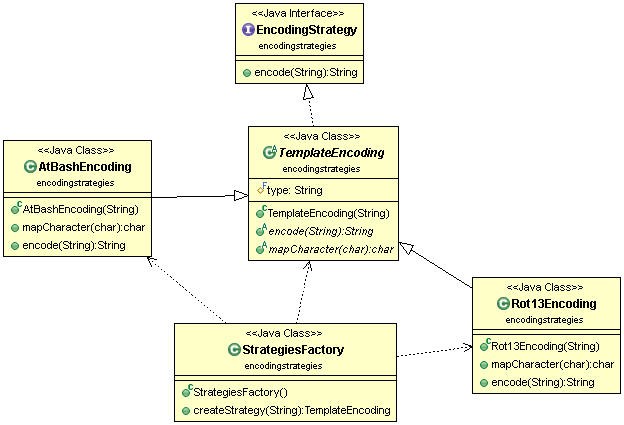 <<Java Interface>>
EncodingStrategy
encodingstrategies
encode(String):String
<<Java Class>>
TemplateEncoding
encodingstrategies
type: String
TemplateEncoding(String)
encode(String):String
mapCharacter(char):char
<<Java Class>>
AtBashEncoding
encodingstrategies
AtBashEncoding(String)
mapCharacter(char):char
encode(String):String
<<Java Class>>
Rot13Encoding
encodingstrategies
Rot13Encoding(String)
mapCharacter(char):char
encode(String):String
<<Java Class>>
StrategiesFactory
encodingstrategies
StrategiesFactory()
createStrategy(String):TemplateEncoding